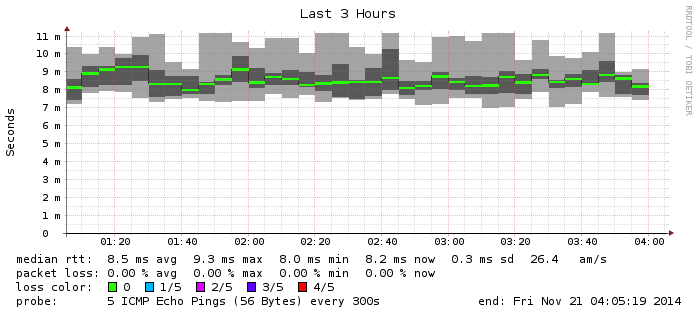 Last 3 Hours
RRDTOOL / TOBI OETIKER
Seconds
11 m
10 m
9 m
8 m
7 m
6 m
5 m
4 m
3 m
2 m
1 m
0
01:20 01:40 02:00 02:20 02:40 03:00 03:20 03:40 04:00
median rtt: 8.5 ms avg 9.3 ms max 8.0 ms min 8.2 ms now 0.3 ms sd 26.4 am/s
packet loss: 0.00 % avg 0.00 % max 0.00 % min 0.00 % now
loss color: 0 1/5 2/5 3/5 4/5
probe: 5 ICMP Echo Pings (56 Bytes) every 300s end: Fri Nov 21 04:05:19 2014